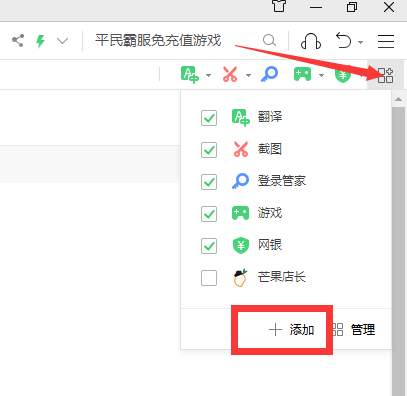 平民霸服免充值游戏
翻译
截图
登录管家
游戏
网银
芒果店长
添加 管理